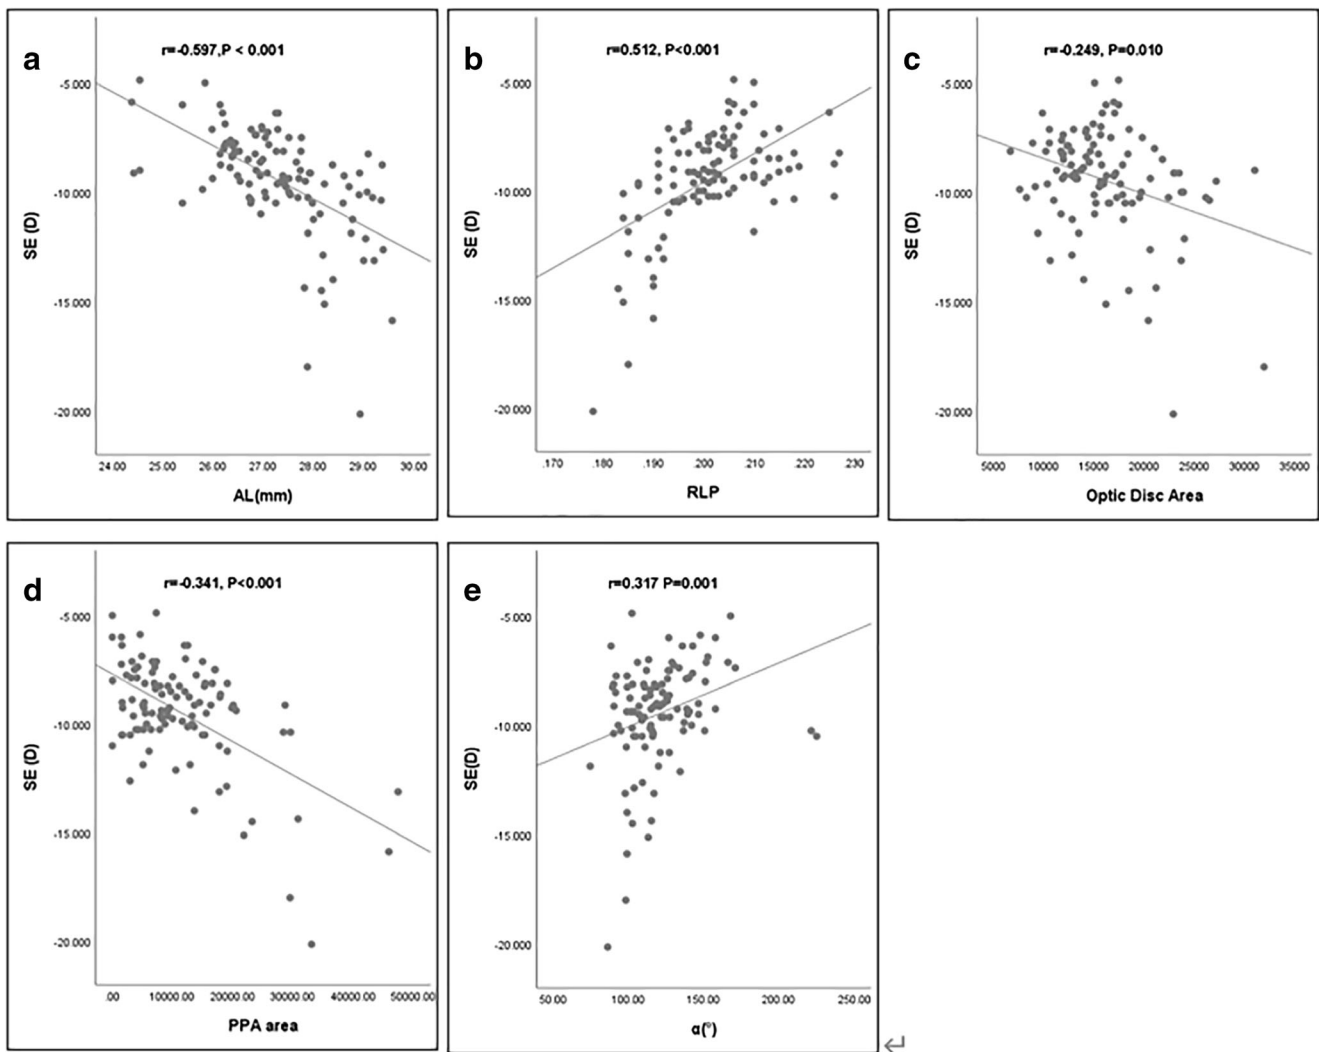 a
r=-0.597,P < 0.001
-5.000
-10.000
-15.000
-20.000
SE (D)
24.00 25.00 26.00 27.00 28.00 29.00 30.00
AL(mm)
b
r=0.512, P<0.001
-5.000
-10.000
-15.000
-20.000
SE (D)
.170 .180 .190 .200 .210 .220 .230
RLP
c
r=-0.249, P=0.010
-5.000
-10.000
-15.000
-20.000
SE (D)
5000 10000 15000 20000 25000 30000 35000
Optic Disc Area
d
r=-0.341, P<0.001
-5.000
-10.000
-15.000
-20.000
SE (D)
.00 10000.00 20000.00 30000.00 40000.00 50000.00
PPA area
e
r=0.317 P=0.001
-5.000
-10.000
-15.000
-20.000
SE(D)
50.00 100.00 150.00 200.00 250.00
α(°)